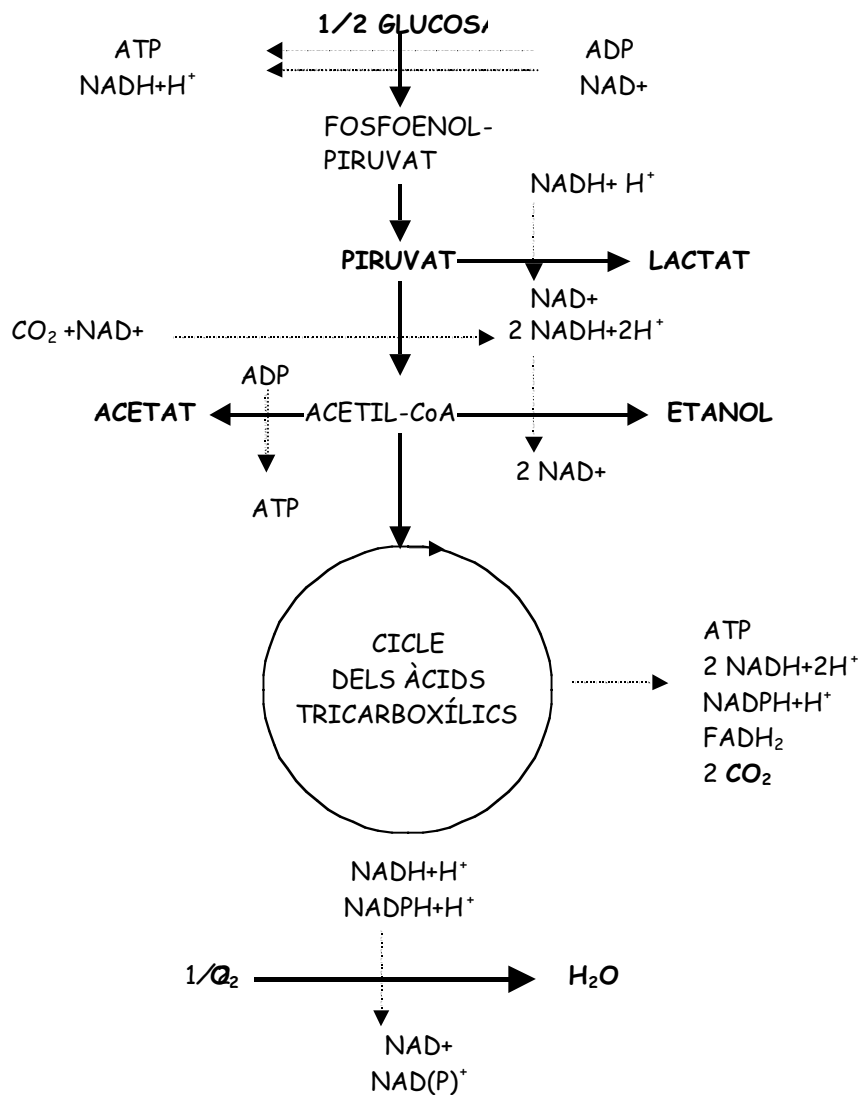 1/2 GLUCOSA
ATP
ADP
NADH+H⁺
NAD+
FOSFOENOL-
PIRUVAT
NADH+ H⁺
PIRUVAT
LACTAT
NAD+
CO₂ +NAD+
2 NADH+2H⁺
ADP
ACETAT
ACETIL-CoA
ETANOL
2 NAD+
ATP
CICLE
DELS ÀCIDS
TRICARBOXÍLICS
ATP
2 NADH+2H⁺
NADPH+H⁺
FADH₂
2 CO₂
NADH+H⁺
NADPH+H⁺
1/O₂
H₂O
NAD+
NAD(P)⁺